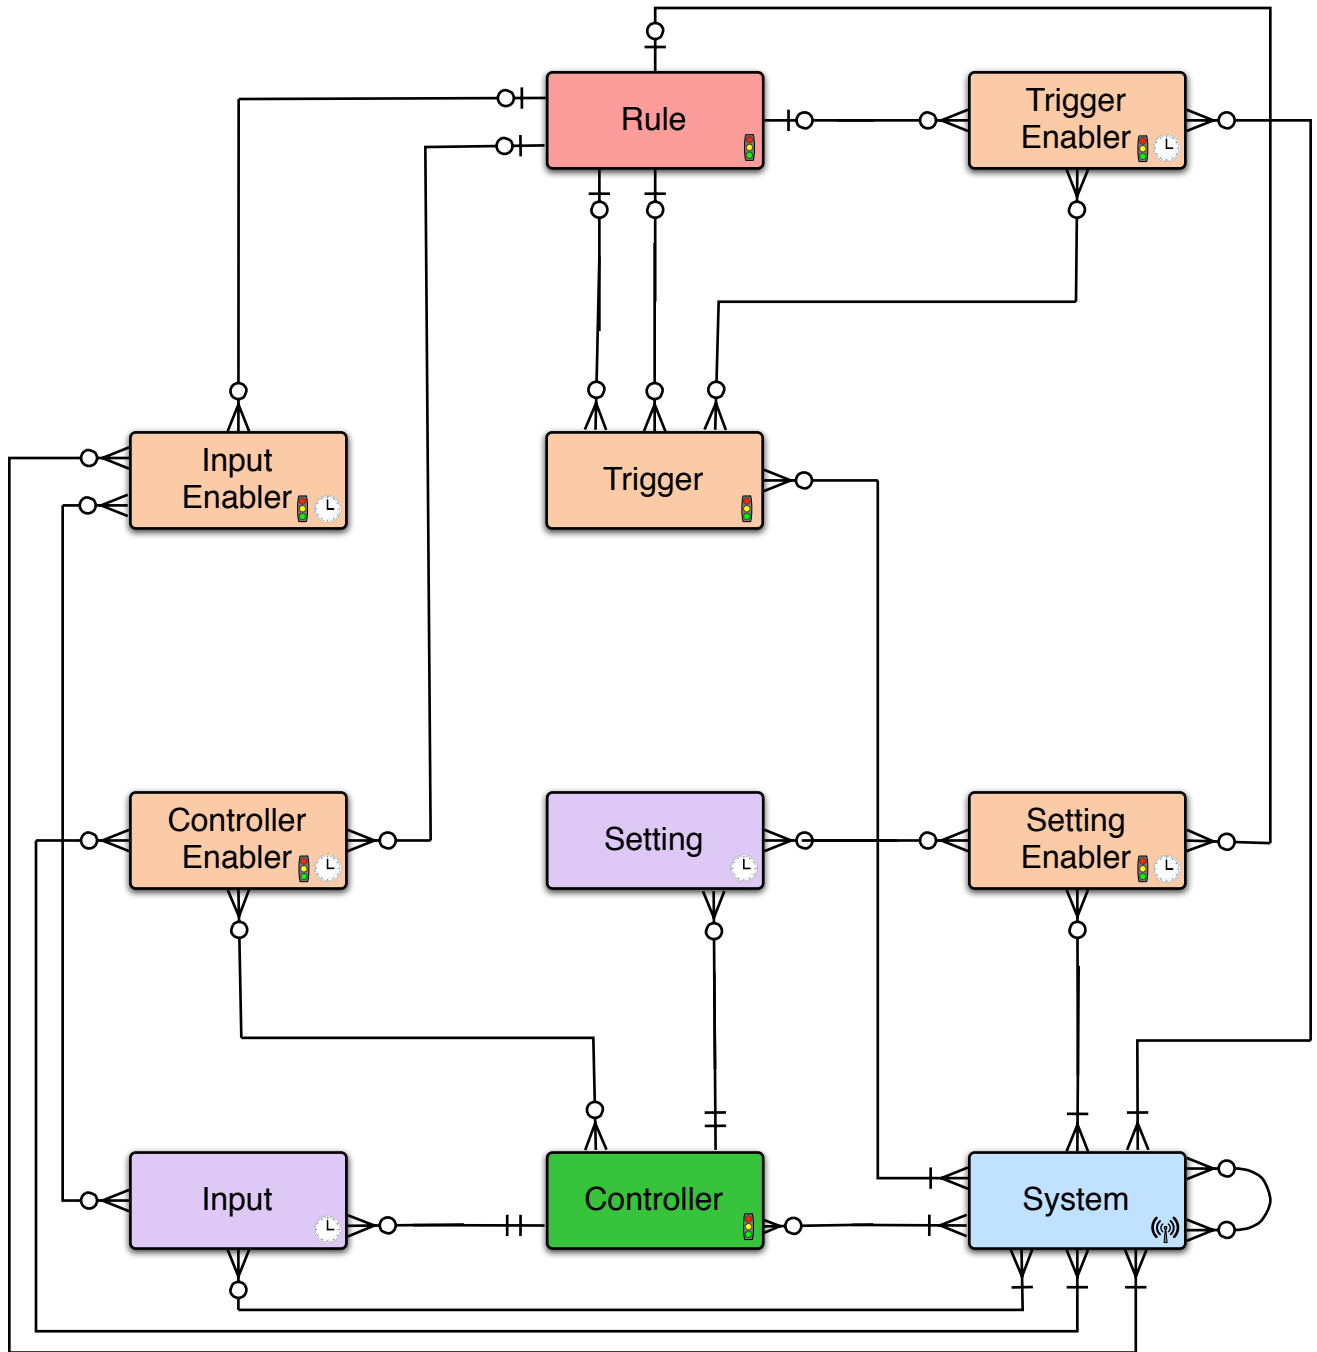 Rule
Trigger
Enabler
Input
Enabler
Trigger
Controller
Enabler
Setting
Setting
Enabler
Input
Controller
System